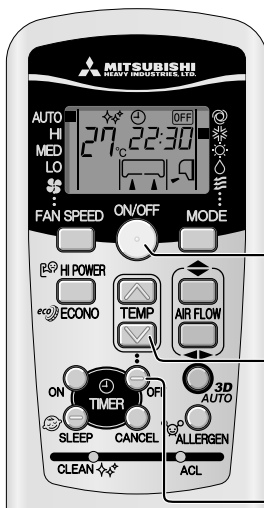 MITSUBISHI
HEAVY INDUSTRIES, LTD.
AUTO
HI
MED
LO
OFF
27°C 22:30
FAN SPEED
ON/OFF
MODE
HI POWER
eco ECONO
TEMP
AIR FLOW
3D
AUTO
ON
TIMER
OFF
SLEEP
CANCEL
ALLERGEN
CLEAN
ACL